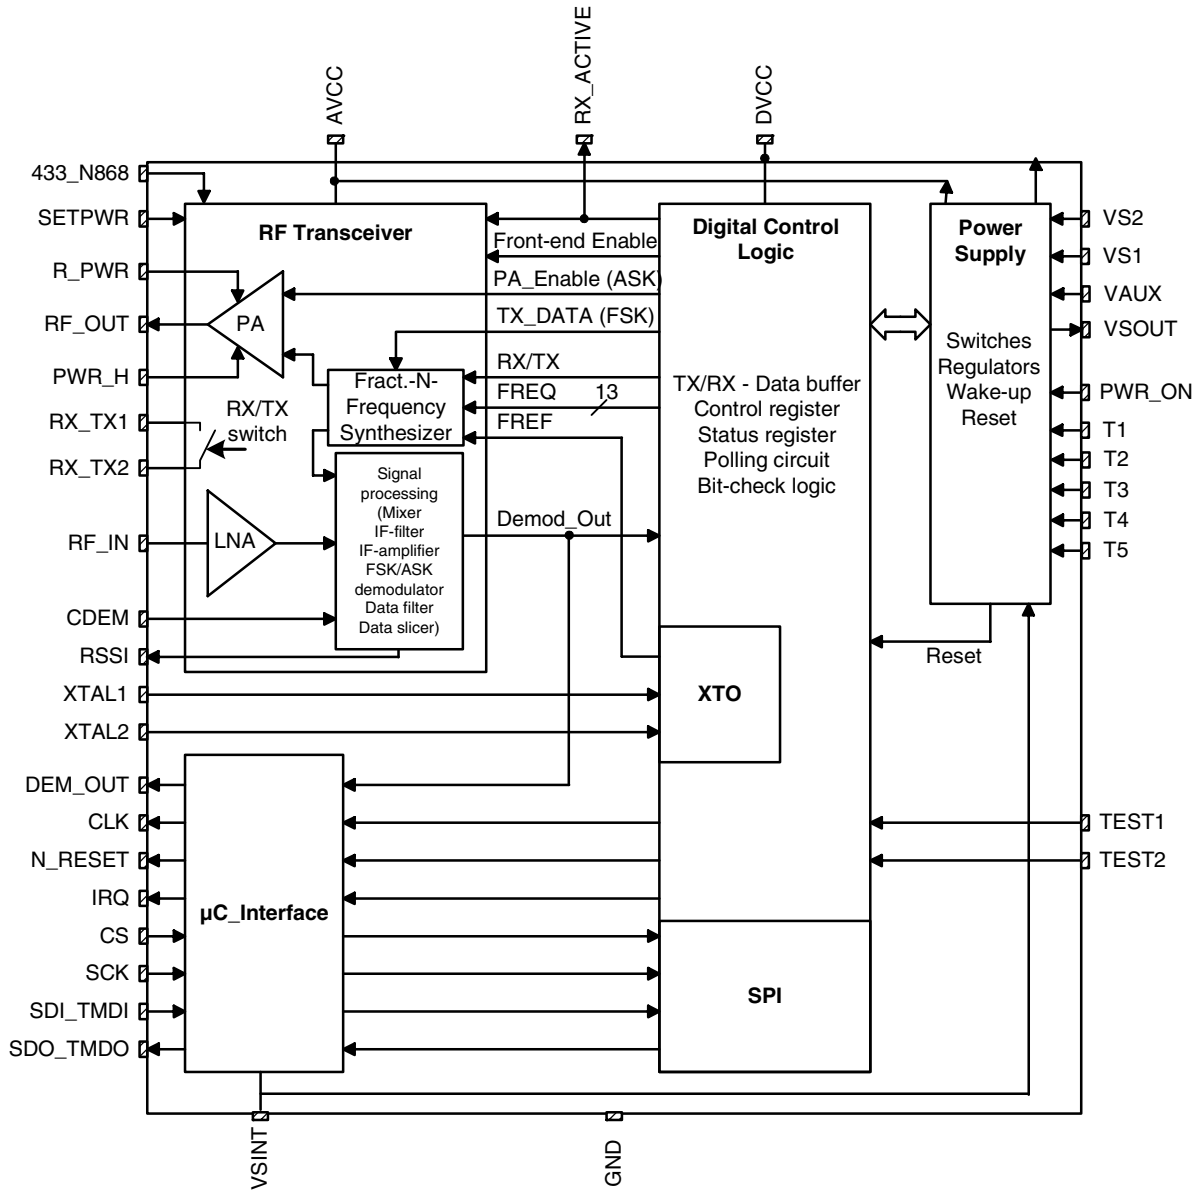 AVCC
RX_ACTIVE
DVCC
433_N868
SETPWR
R_PWR
RF_OUT
PWR_H
RX_TX1
RX_TX2
RF_IN
CDEM
RSSI
XTAL1
XTAL2
DEM_OUT
CLK
N_RESET
IRQ
CS
SCK
SDI_TMDI
SDO_TMDO
RF Transceiver
PA
RX/TX
switch
LNA
Fract.-N-
Frequency
Synthesizer
Signal
processing
(Mixer
IF-filter
IF-amplifier
FSK/ASK
demodulator
Data filter
Data slicer)
Front-end Enable
PA_Enable (ASK)
TX_DATA (FSK)
RX/TX
FREQ
13
FREF
Demod_Out
Digital Control
Logic
TX/RX - Data buffer
Control register
Status register
Polling circuit
Bit-check logic
XTO
SPI
µC_Interface
Power
Supply
Switches
Regulators
Wake-up
Reset
Reset
VS2
VS1
VAUX
VSOUT
PWR_ON
T1
T2
T3
T4
T5
TEST1
TEST2
VSINT
GND